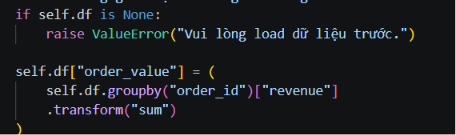 if self.df is None:
    raise ValueError("Vui lòng load dữ liệu trước.")
self.df["order_value"] = (
    self.df.groupby("order_id")["revenue"]
    .transform("sum")
)